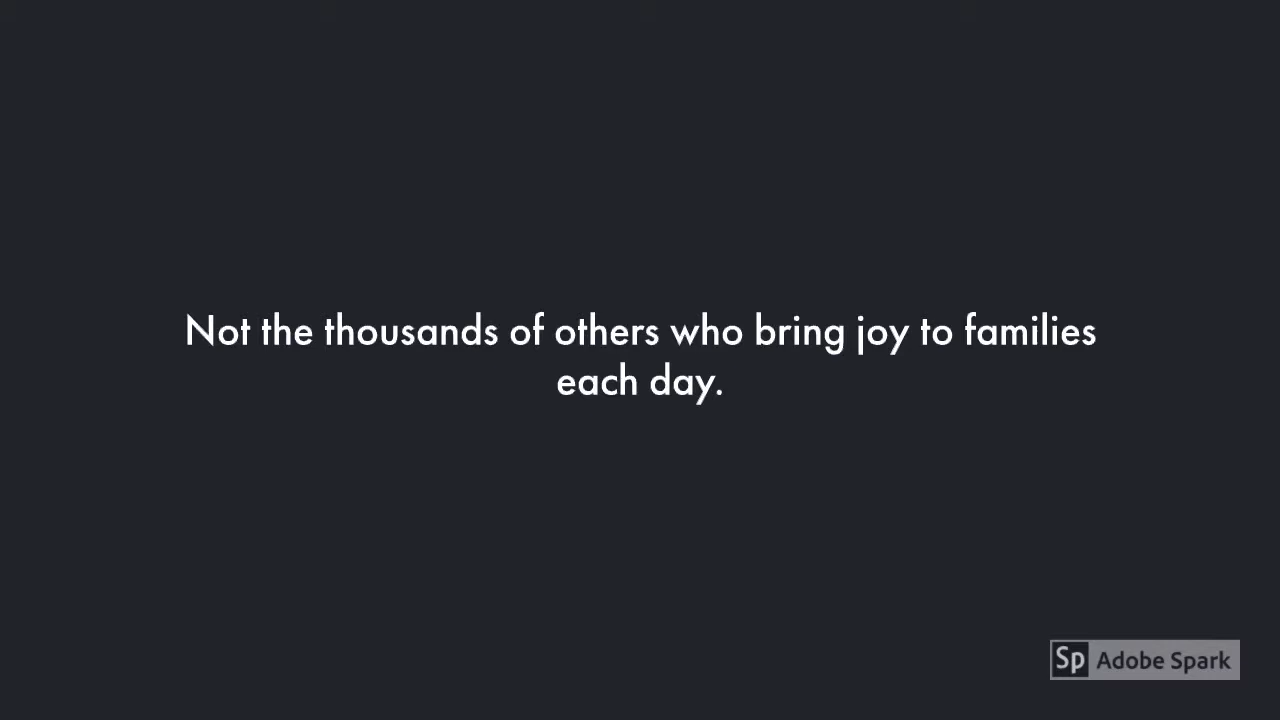 Not the thousands of others who bring joy to families
each day.
Sp Adobe Spark